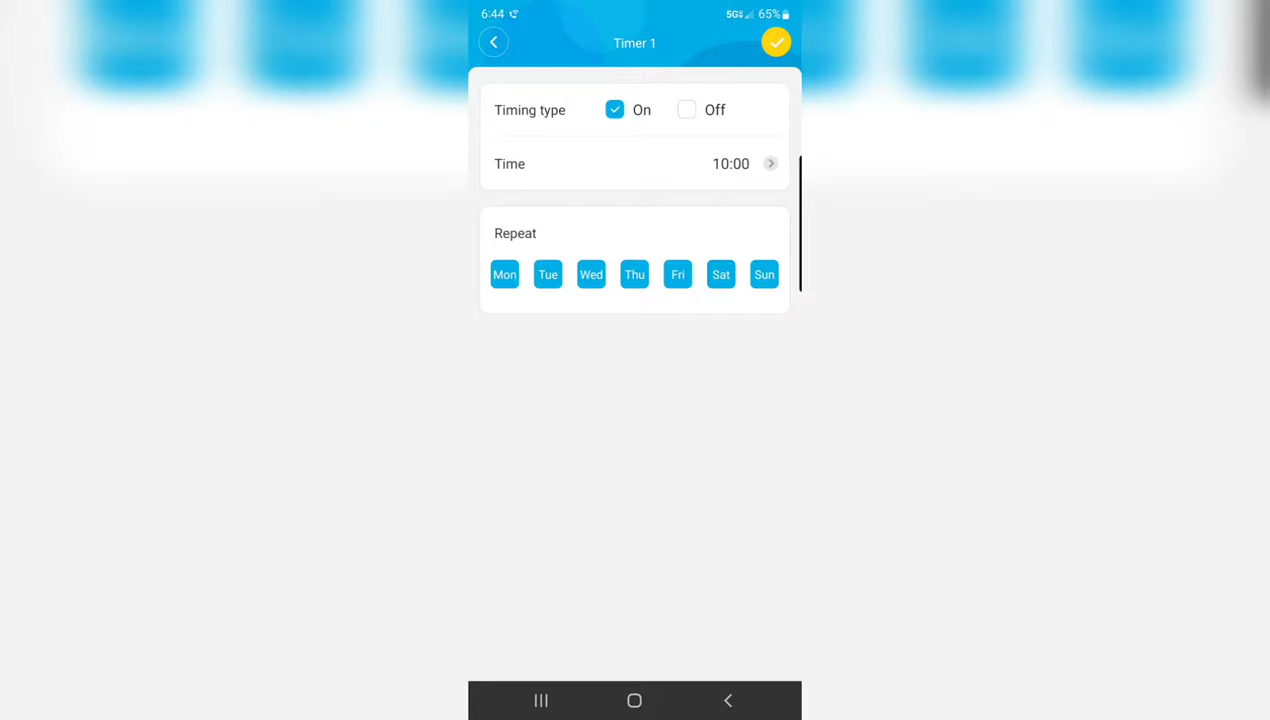 6:44 5G 65%
Timer 1
Timing type On Off
Time 10:00
Repeat
Mon Tue Wed Thu Fri Sat Sun